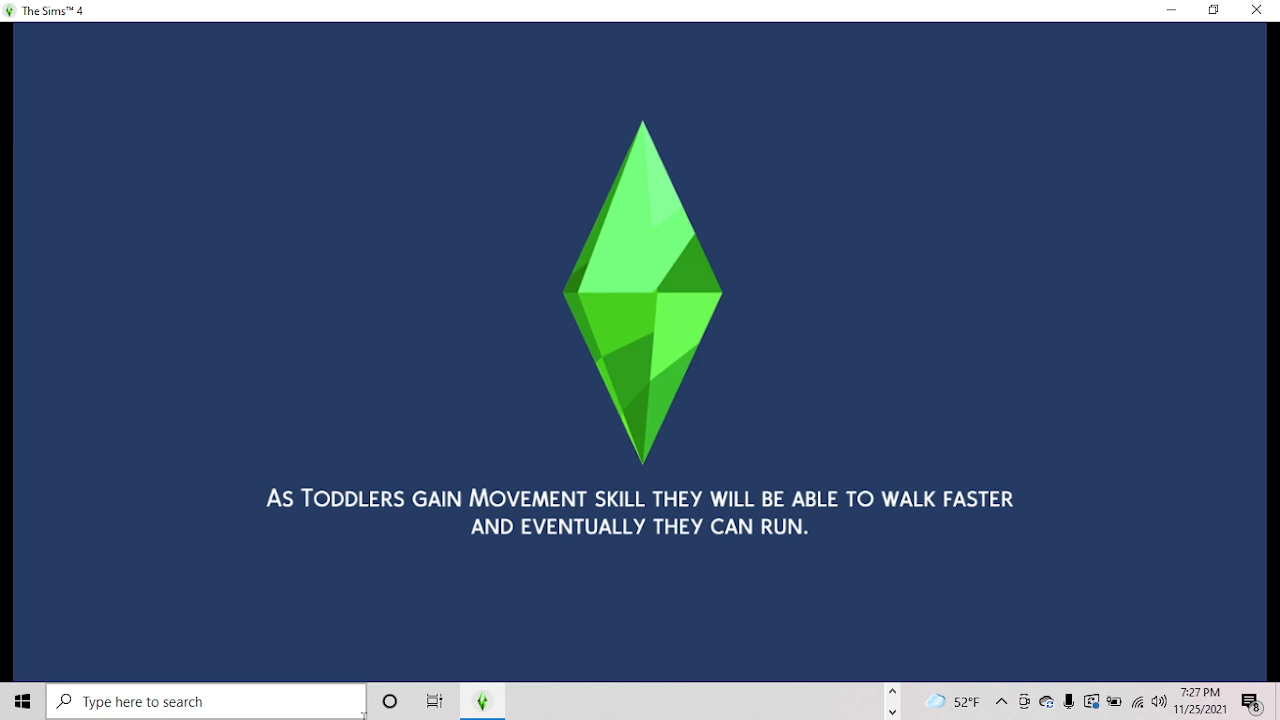 The Sims™ 4
As Toddlers gain Movement skill they will be able to walk faster
and eventually they can run.
Type here to search
52°F
7:27 PM
11/25/2021
8